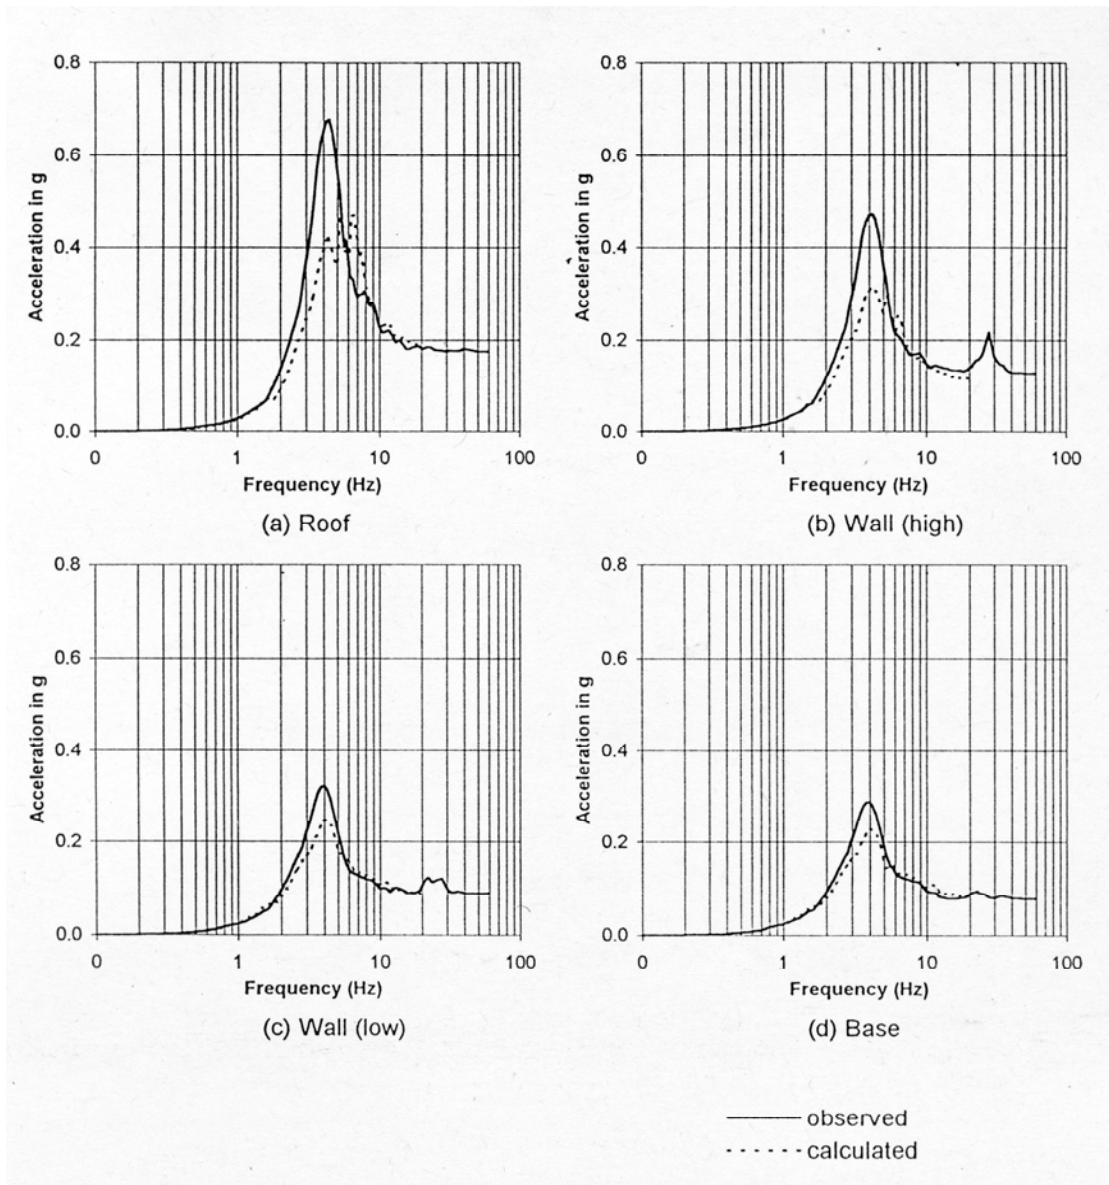 0.8
0.6
0.4
0.2
0.0
Acceleration in g
0 1 10 100
Frequency (Hz)
(a) Roof
0.8
0.6
0.4
0.2
0.0
Acceleration in g
0 1 10 100
Frequency (Hz)
(b) Wall (high)
0.8
0.6
0.4
0.2
0.0
Acceleration in g
0 1 10 100
Frequency (Hz)
(c) Wall (low)
0.8
0.6
0.4
0.2
0.0
Acceleration in g
0 1 10 100
Frequency (Hz)
(d) Base
observed
calculated